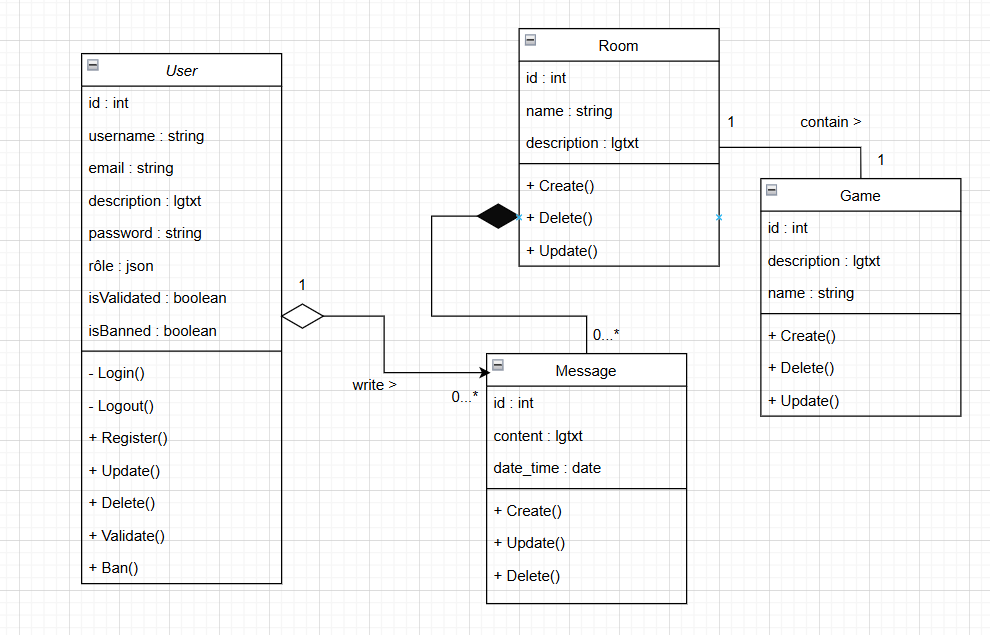 User
id : int
username : string
email : string
description : lgtxt
password : string
rôle : json
isValidated : boolean
isBanned : boolean
- Login()
- Logout()
+ Register()
+ Update()
+ Delete()
+ Validate()
+ Ban()
1
write >
0...*
Room
id : int
name : string
description : lgtxt
+ Create()
+ Delete()
+ Update()
1
contain >
1
0...*
Message
id : int
content : lgtxt
date_time : date
+ Create()
+ Update()
+ Delete()
Game
id : int
description : lgtxt
name : string
+ Create()
+ Delete()
+ Update()